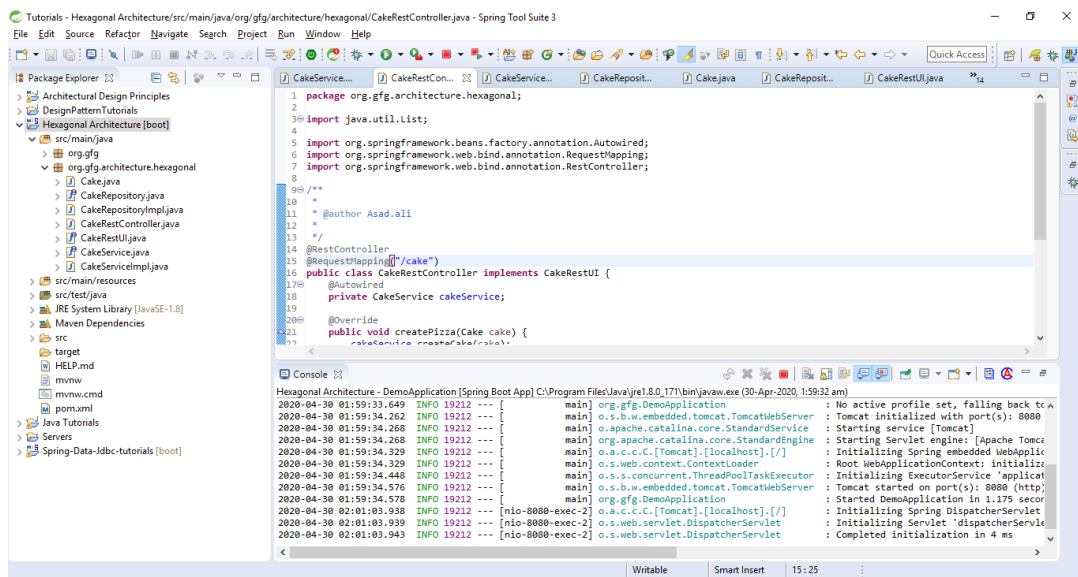 Tutorials - Hexagonal Architecture/src/main/java/org/gfg/architecture/hexagonal/CakeRestController.java - Spring Tool Suite 3
File Edit Source Refactor Navigate Search Project Run Window Help
Quick Access
Package Explorer
Architectural Design Principles
DesignPatternTutorials
Hexagonal Architecture [boot]
src/main/java
org.gfg
org.gfg.architecture.hexagonal
Cake.java
CakeRepository.java
CakeRepositoryImpl.java
CakeRestController.java
CakeRestUI.java
CakeService.java
CakeServiceImpl.java
src/main/resources
src/test/java
JRE System Library [JavaSE-1.8]
Maven Dependencies
src
target
HELP.md
mvnw
mvnw.cmd
pom.xml
Java Tutorials
Servers
Spring-Data-Jdbc-tutorials [boot]
CakeService.... CakeRestCon... CakeService... CakeReposit... Cake.java CakeReposit... CakeRestUI.java »14
1 package org.gfg.architecture.hexagonal;
2
3 import java.util.List;
4
5 import org.springframework.beans.factory.annotation.Autowired;
6 import org.springframework.web.bind.annotation.RequestMapping;
7 import org.springframework.web.bind.annotation.RestController;
8
9 /**
10 *
11 * @author Asad.ali
12 *
13 */
14 @RestController
15 @RequestMapping("/cake")
16 public class CakeRestController implements CakeRestUI {
17 @Autowired
18 private CakeService cakeService;
19
20 @Override
21 public void createPizza(Cake cake) {
22 cakeService.createCake(cake);
Console
Hexagonal Architecture - DemoApplication [Spring Boot App] C:\Program Files\Java\jre1.8.0_171\bin\javaw.exe (30-Apr-2020, 1:59:32 am)
2020-04-30 01:59:33.649 INFO 19212 --- [ main] org.gfg.DemoApplication : No active profile set, falling back to
2020-04-30 01:59:34.262 INFO 19212 --- [ main] o.s.b.w.embedded.tomcat.TomcatWebServer : Tomcat initialized with port(s): 8080
2020-04-30 01:59:34.268 INFO 19212 --- [ main] o.apache.catalina.core.StandardService : Starting service [Tomcat]
2020-04-30 01:59:34.268 INFO 19212 --- [ main] org.apache.catalina.core.StandardEngine : Starting Servlet engine: [Apache Tomca
2020-04-30 01:59:34.329 INFO 19212 --- [ main] o.a.c.c.C.[Tomcat].[localhost].[/] : Initializing Spring embedded WebApplic
2020-04-30 01:59:34.329 INFO 19212 --- [ main] o.s.web.context.ContextLoader : Root WebApplicationContext: initializa
2020-04-30 01:59:34.448 INFO 19212 --- [ main] o.s.s.concurrent.ThreadPoolTaskExecutor : Initializing ExecutorService 'applicat
2020-04-30 01:59:34.576 INFO 19212 --- [ main] o.s.b.w.embedded.tomcat.TomcatWebServer : Tomcat started on port(s): 8080 (http)
2020-04-30 01:59:34.578 INFO 19212 --- [ main] org.gfg.DemoApplication : Started DemoApplication in 1.175 secon
2020-04-30 02:01:03.938 INFO 19212 --- [nio-8080-exec-2] o.a.c.c.C.[Tomcat].[localhost].[/] : Initializing Spring DispatcherServlet
2020-04-30 02:01:03.939 INFO 19212 --- [nio-8080-exec-2] o.s.web.servlet.DispatcherServlet : Initializing Servlet 'dispatcherServle
2020-04-30 02:01:03.943 INFO 19212 --- [nio-8080-exec-2] o.s.web.servlet.DispatcherServlet : Completed initialization in 4 ms
Writable Smart Insert 15 : 25